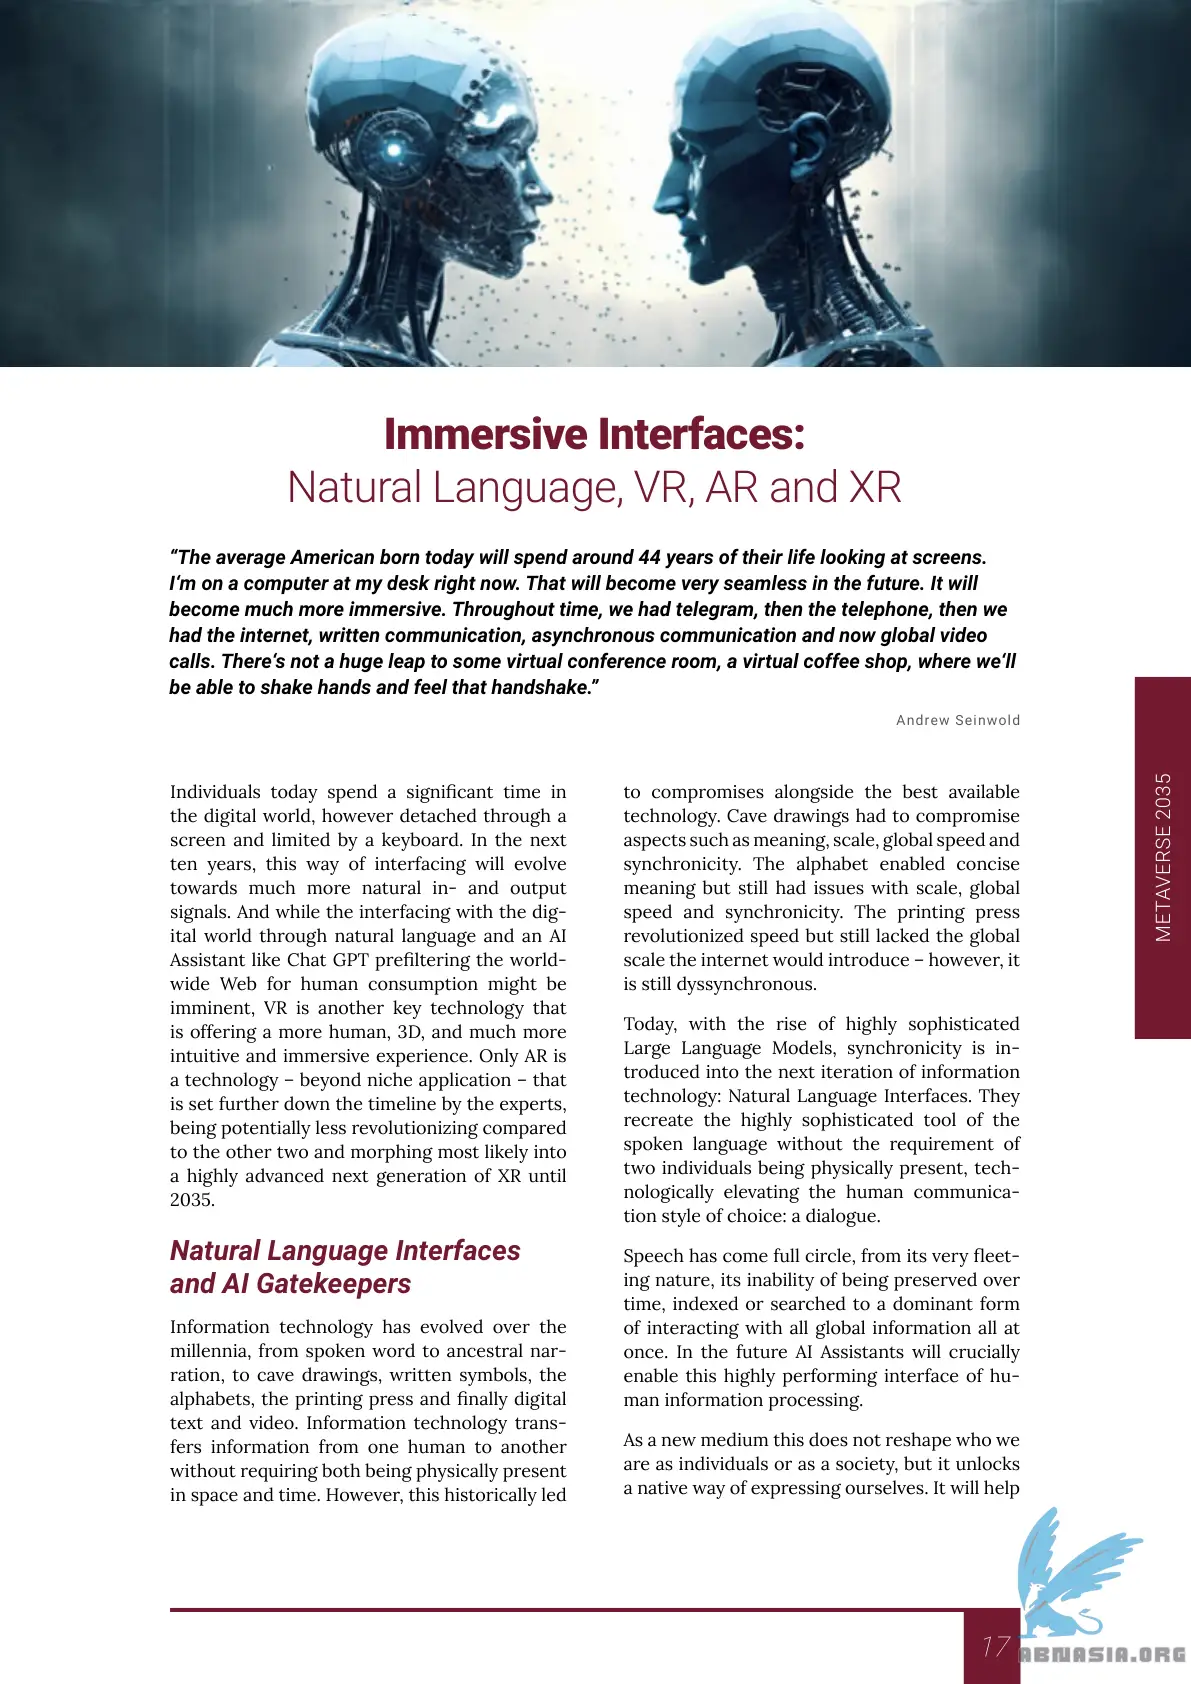 Immersive Interfaces:
Natural Language, VR, AR and XR
“The average American born today will spend around 44 years of their life looking at screens.
I‘m on a computer at my desk right now. That will become very seamless in the future. It will
become much more immersive. Throughout time, we had telegram, then the telephone, then we
had the internet, written communication, asynchronous communication and now global video
calls. There‘s not a huge leap to some virtual conference room, a virtual coffee shop, where we‘ll
be able to shake hands and feel that handshake.”
Andrew Seinwold
Individuals today spend a significant time in
the digital world, however detached through a
screen and limited by a keyboard. In the next
ten years, this way of interfacing will evolve
towards much more natural in- and output
signals. And while the interfacing with the dig-
ital world through natural language and an AI
Assistant like Chat GPT prefiltering the world-
wide Web for human consumption might be
imminent, VR is another key technology that
is offering a more human, 3D, and much more
intuitive and immersive experience. Only AR is
a technology – beyond niche application – that
is set further down the timeline by the experts,
being potentially less revolutionizing compared
to the other two and morphing most likely into
a highly advanced next generation of XR until
2035.
Natural Language Interfaces
and AI Gatekeepers
Information technology has evolved over the
millennia, from spoken word to ancestral nar-
ration, to cave drawings, written symbols, the
alphabets, the printing press and finally digital
text and video. Information technology trans-
fers information from one human to another
without requiring both being physically present
in space and time. However, this historically led
to compromises alongside the best available
technology. Cave drawings had to compromise
aspects such as meaning, scale, global speed and
synchronicity. The alphabet enabled concise
meaning but still had issues with scale, global
speed and synchronicity. The printing press
revolutionized speed but still lacked the global
scale the internet would introduce – however, it
is still dyssynchronous.
Today, with the rise of highly sophisticated
Large Language Models, synchronicity is in-
troduced into the next iteration of information
technology: Natural Language Interfaces. They
recreate the highly sophisticated tool of the
spoken language without the requirement of
two individuals being physically present, tech-
nologically elevating the human communica-
tion style of choice: a dialogue.
Speech has come full circle, from its very fleet-
ing nature, its inability of being preserved over
time, indexed or searched to a dominant form
of interacting with all global information all at
once. In the future AI Assistants will crucially
enable this highly performing interface of hu-
man information processing.
As a new medium this does not reshape who we
are as individuals or as a society, but it unlocks
a native way of expressing ourselves. It will help
METAVERSE 2035
17
ABNASIA.ORG